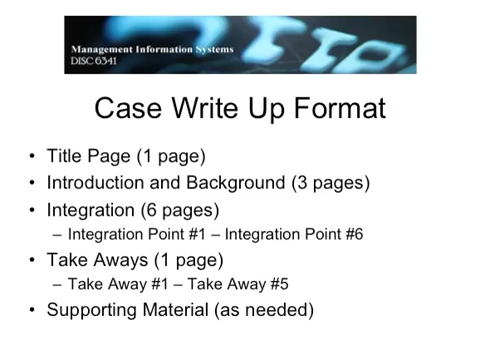 Management Information Systems
DISC 6341
Case Write Up Format
• Title Page (1 page)
• Introduction and Background (3 pages)
• Integration (6 pages)
– Integration Point #1 – Integration Point #6
• Take Aways (1 page)
– Take Away #1 – Take Away #5
• Supporting Material (as needed)